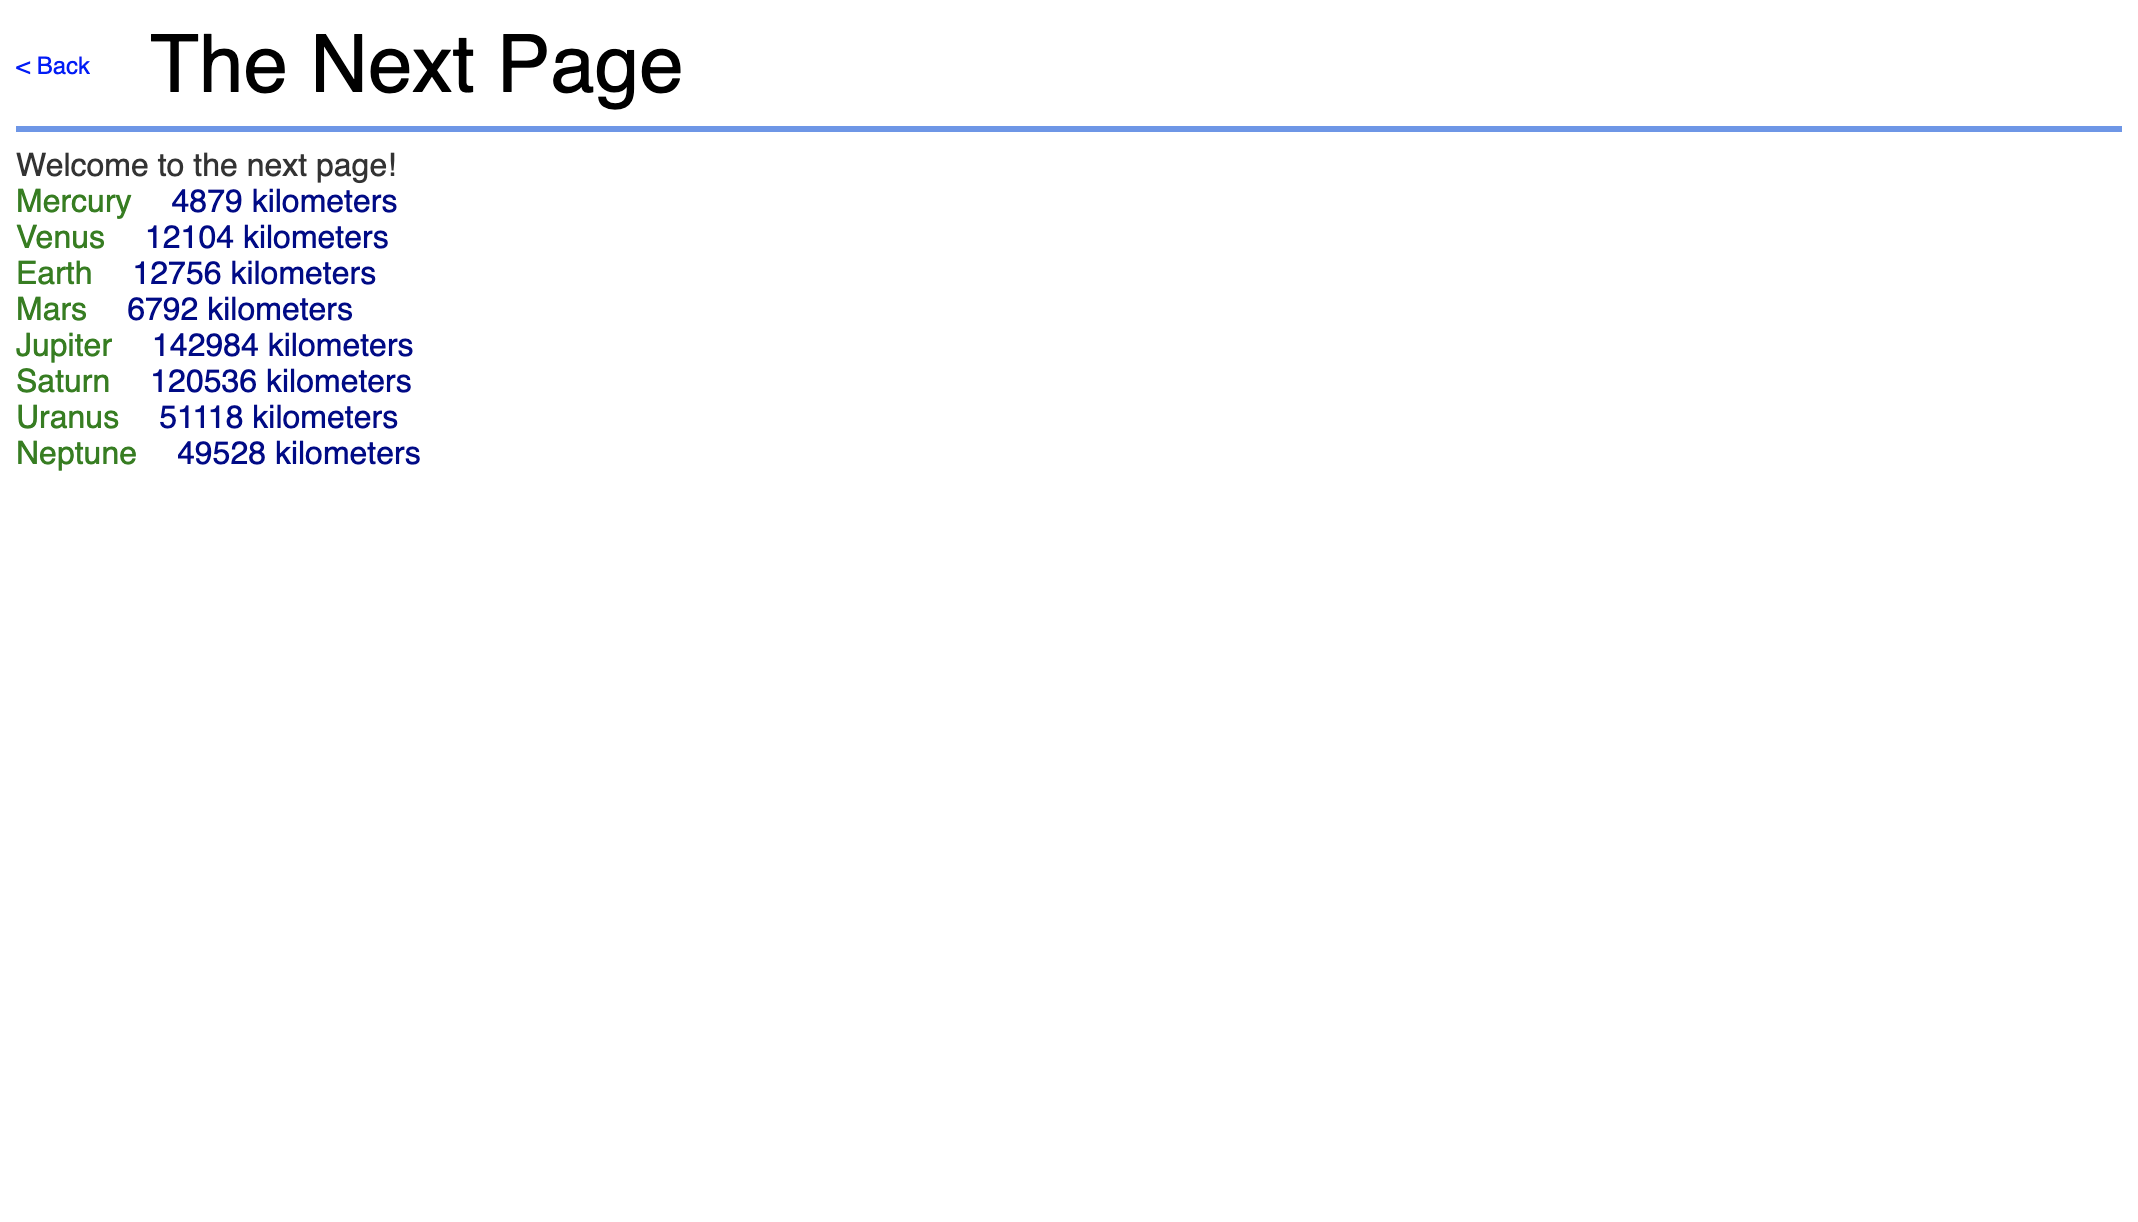 < Back The Next Page
Welcome to the next page!
Mercury 4879 kilometers
Venus 12104 kilometers
Earth 12756 kilometers
Mars 6792 kilometers
Jupiter 142984 kilometers
Saturn 120536 kilometers
Uranus 51118 kilometers
Neptune 49528 kilometers